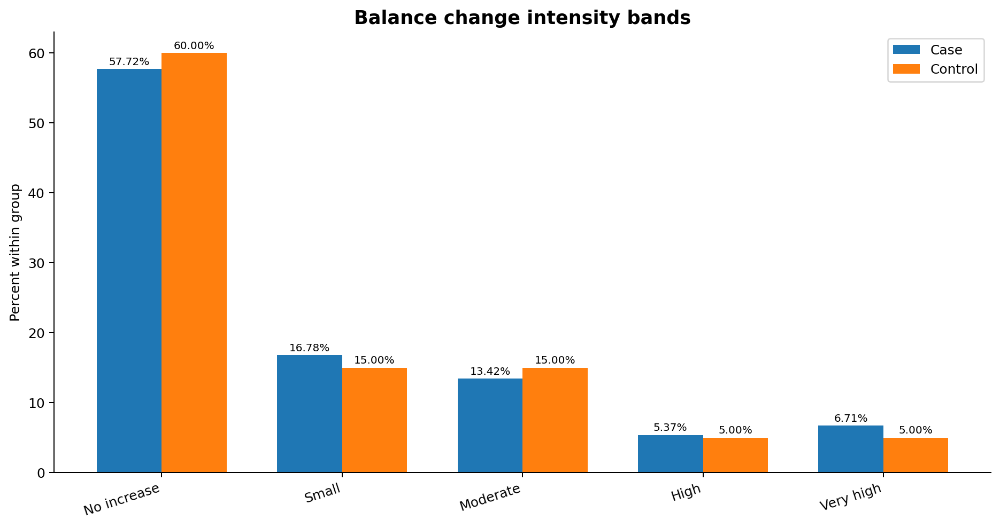 Balance change intensity bands
Case
Control
Percent within group
60
50
40
30
20
10
0
57.72%
60.00%
16.78%
15.00%
13.42%
15.00%
5.37%
5.00%
6.71%
5.00%
No increase
Small
Moderate
High
Very high